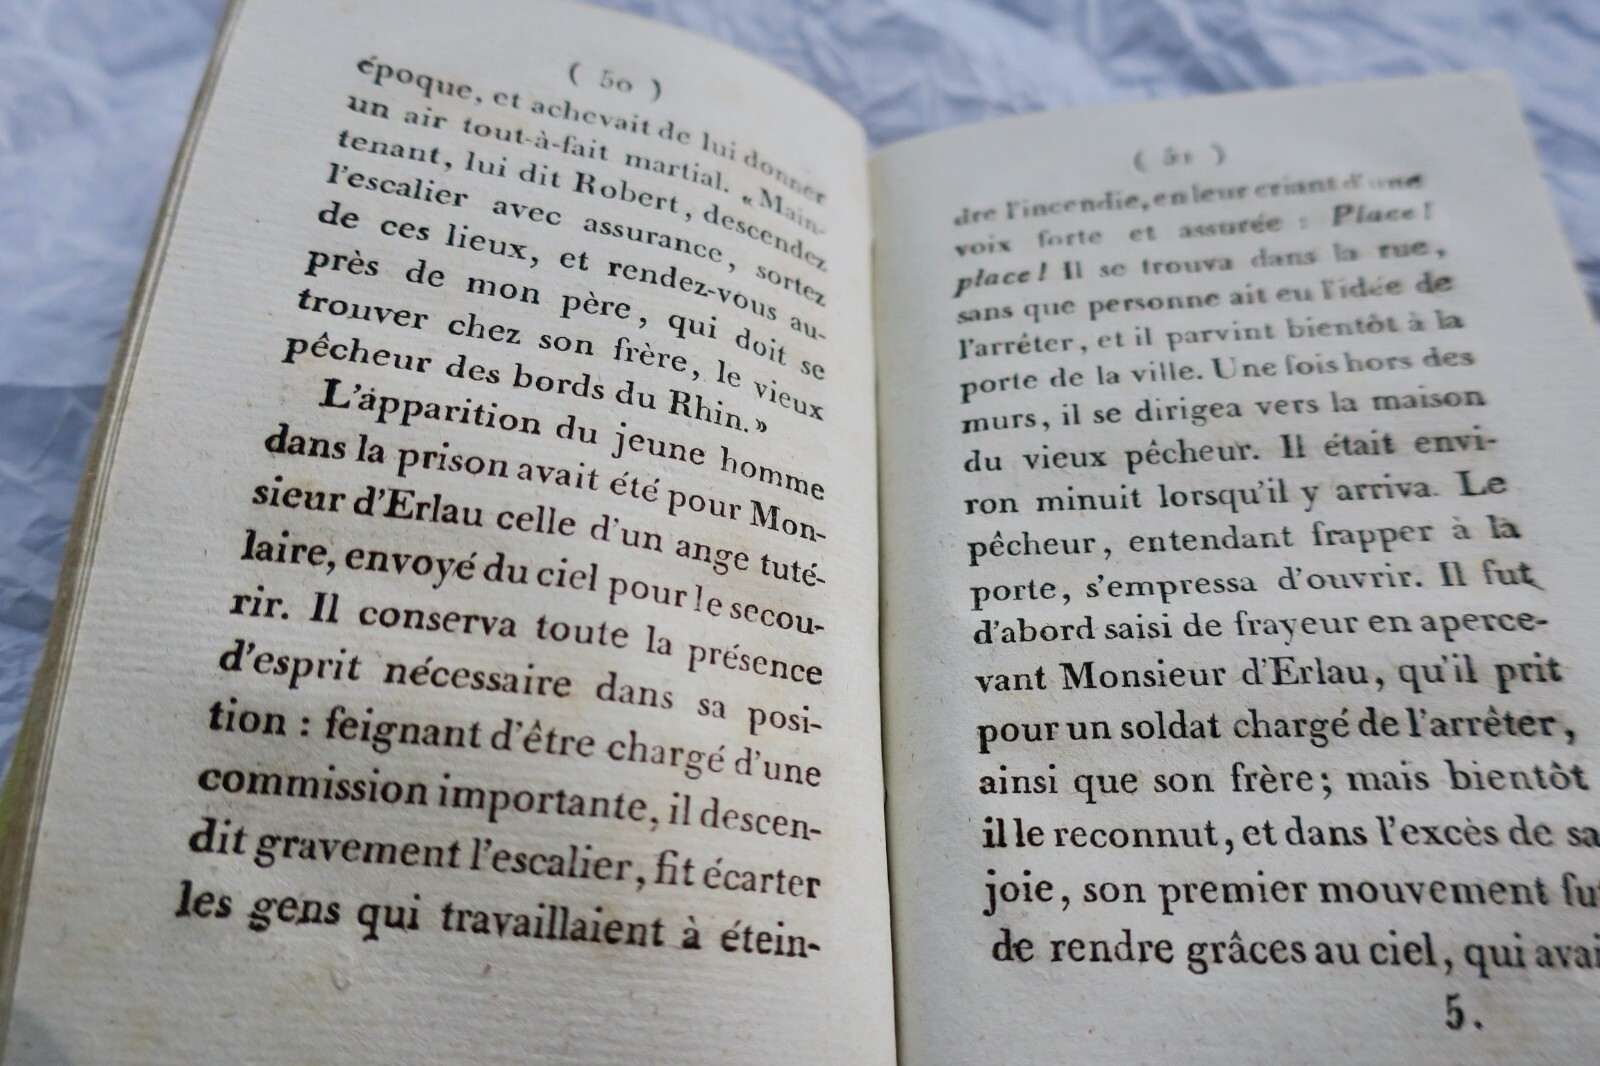 ( 50 )
époque, et achevait de lui donner
un air tout-à-fait martial. « Main-
tenant, lui dit Robert, descendez
l'escalier avec assurance, sortez
de ces lieux, et rendez-vous au-
près de mon père, qui doit se
trouver chez son frère, le vieux
pêcheur des bords du Rhin. »
L'apparition du jeune homme
dans la prison avait été pour Mon-
sieur d'Erlau celle d'un ange tuté-
laire, envoyé du ciel pour le secou-
rir. Il conserva toute la présence
d'esprit nécessaire dans sa posi-
tion : feignant d'être chargé d'une
commission importante, il descen-
dit gravement l'escalier, fit écarter
les gens qui travaillaient à étein-
( 51 )
dre l'incendie, en leur criant d'une
voix forte et assurée : Place !
place ! Il se trouva dans la rue,
sans que personne ait eu l'idée de
l'arrêter, et il parvint bientôt à la
porte de la ville. Une fois hors des
murs, il se dirigea vers la maison
du vieux pêcheur. Il était envi-
ron minuit lorsqu'il y arriva. Le
pêcheur, entendant frapper à la
porte, s'empressa d'ouvrir. Il fut
d'abord saisi de frayeur en aperce-
vant Monsieur d'Erlau, qu'il prit
pour un soldat chargé de l'arrêter,
ainsi que son frère ; mais bientôt
il le reconnut, et dans l'excès de sa
joie, son premier mouvement fu
de rendre grâces au ciel, qui avai
5.